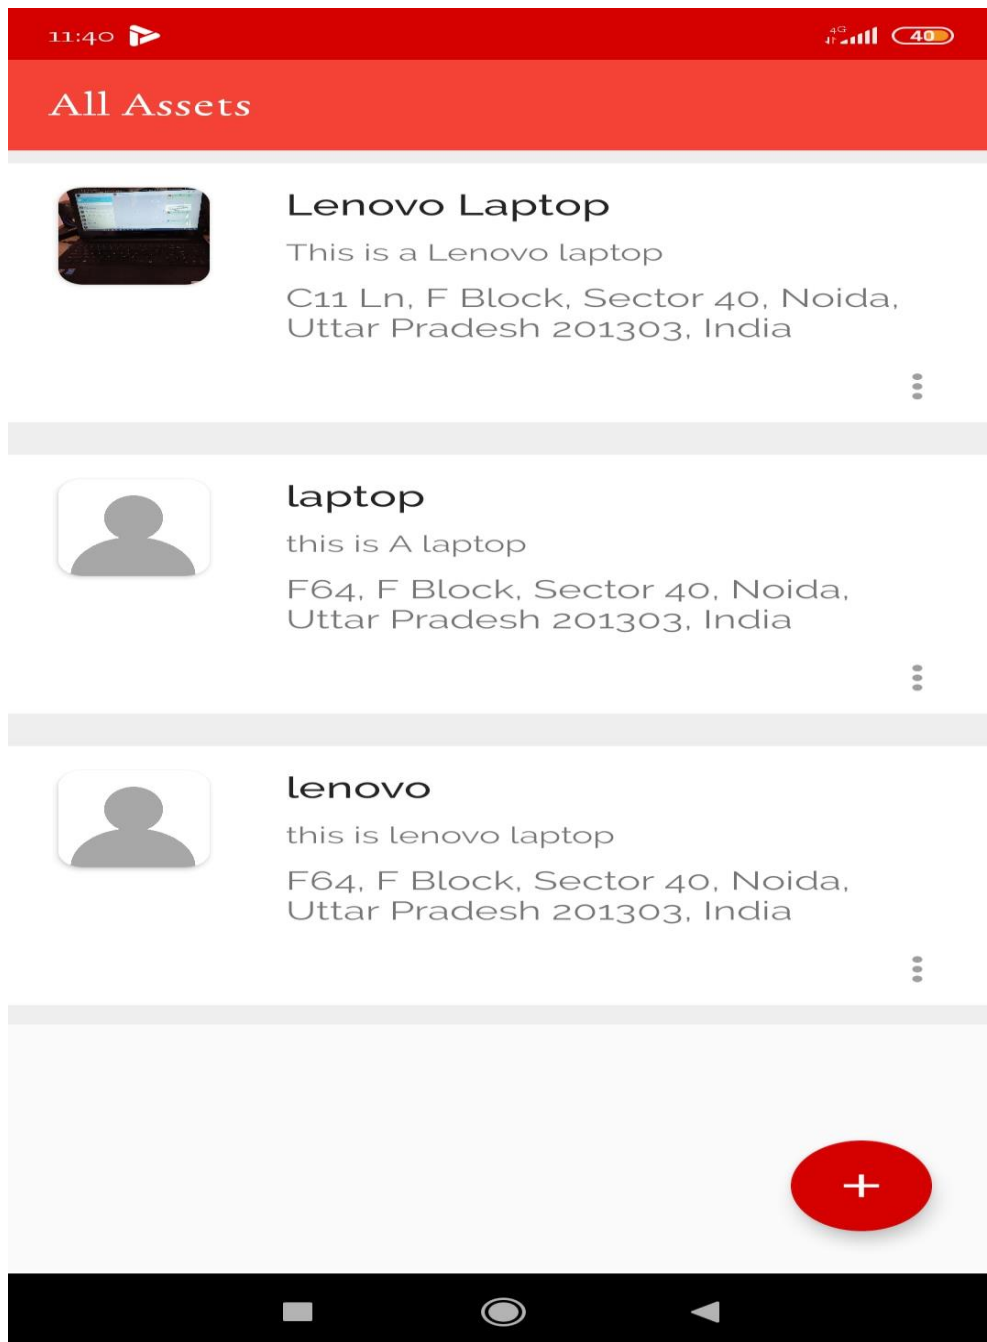 11:40
4G
40
All Assets
Lenovo Laptop
This is a Lenovo laptop
C11 Ln, F Block, Sector 40, Noida,
Uttar Pradesh 201303, India
laptop
this is A laptop
F64, F Block, Sector 40, Noida,
Uttar Pradesh 201303, India
lenovo
this is lenovo laptop
F64, F Block, Sector 40, Noida,
Uttar Pradesh 201303, India